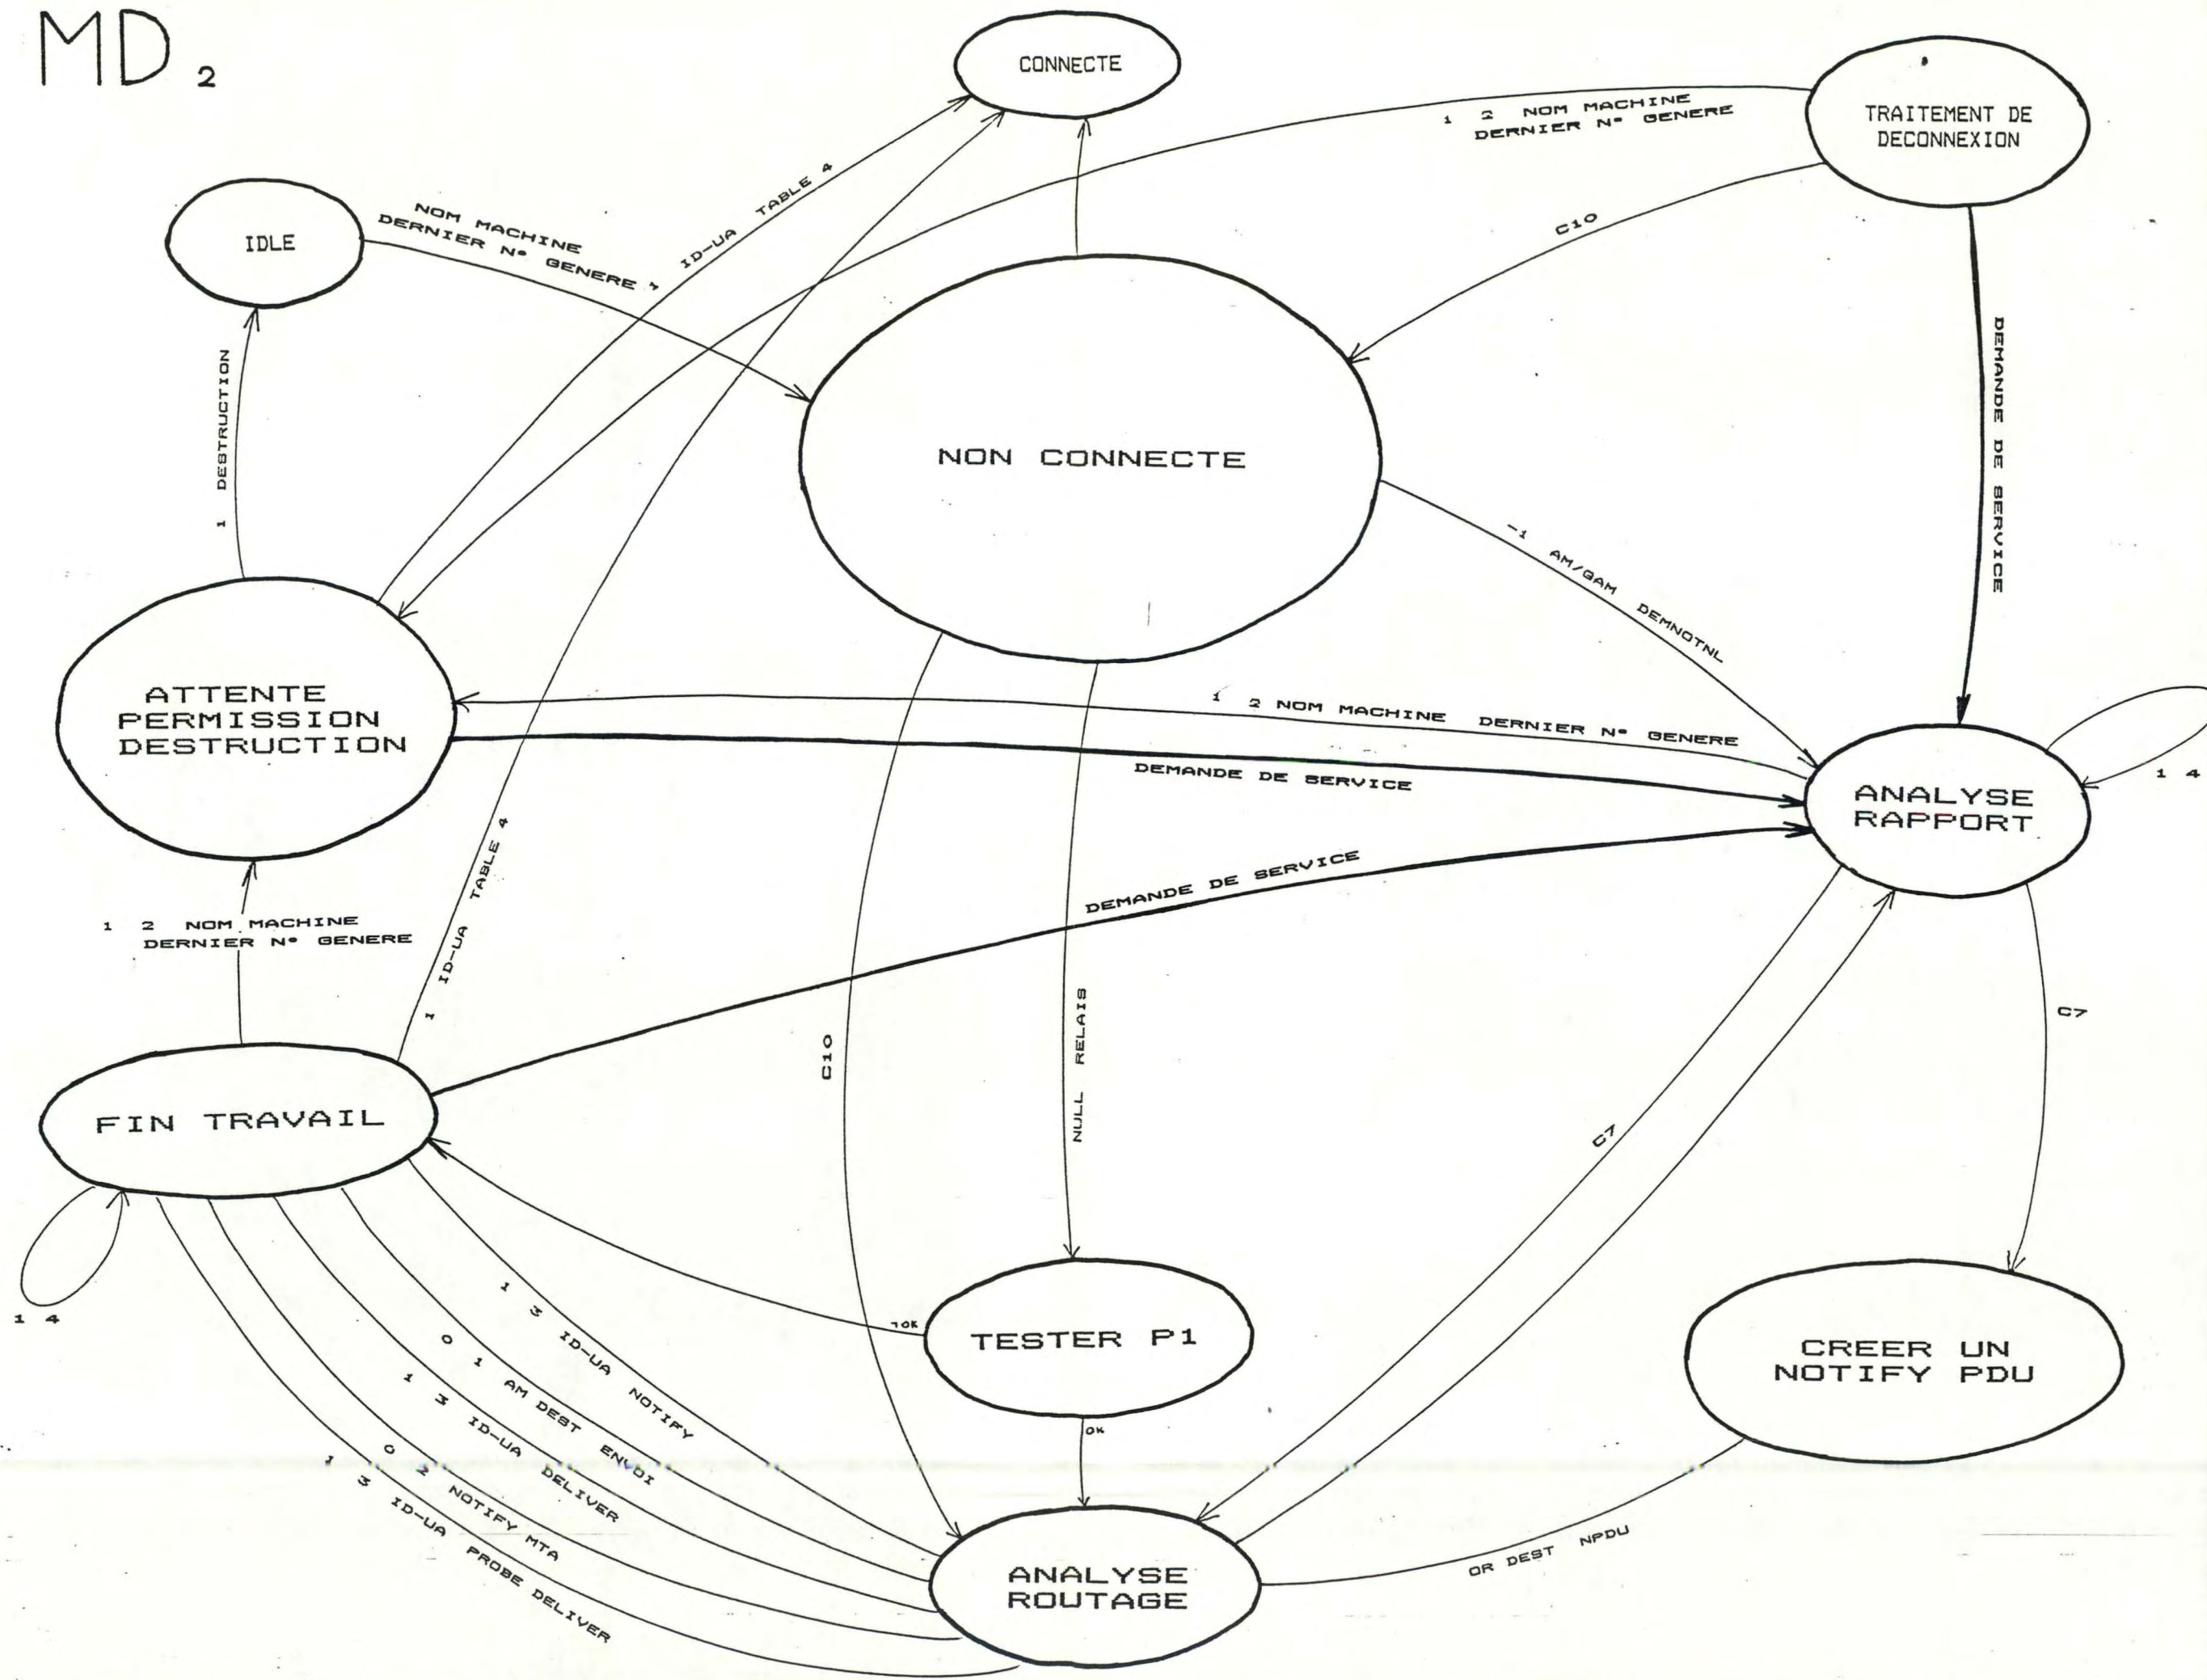 MD 2
CONNECTE
TRAITEMENT DE
DECONNEXION
1 2 NOM MACHINE
DERNIER N° GENERE
IDLE
NOM MACHINE
DERNIER N° GENERE
ID-UA TABLE 4
C10
1 DESTRUCTION
DEMANDE DE SERVICE
NON CONNECTE
-1 AM/GAM DEMNOTNL
ATTENTE
PERMISSION
DESTRUCTION
1 2 NOM MACHINE DERNIER N° GENERE
DEMANDE DE SERVICE
ANALYSE
RAPPORT
1 4
DEMANDE DE SERVICE
1 ID-UA TABLE 4
1 2 NOM MACHINE
DERNIER N° GENERE
C10
NULL RELAIS
C7
C7
FIN TRAVAIL
1 4
¬OK
TESTER P1
OK
CREER UN
NOTIFY PDU
1 3 ID-UA NOTIFY
0 1 AM DEST ENVOI
1 3 ID-UA DELIVER
0 2 NOTIFY MTA
1 3 ID-UA PROBE DELIVER
ANALYSE
ROUTAGE
OR DEST NPDU